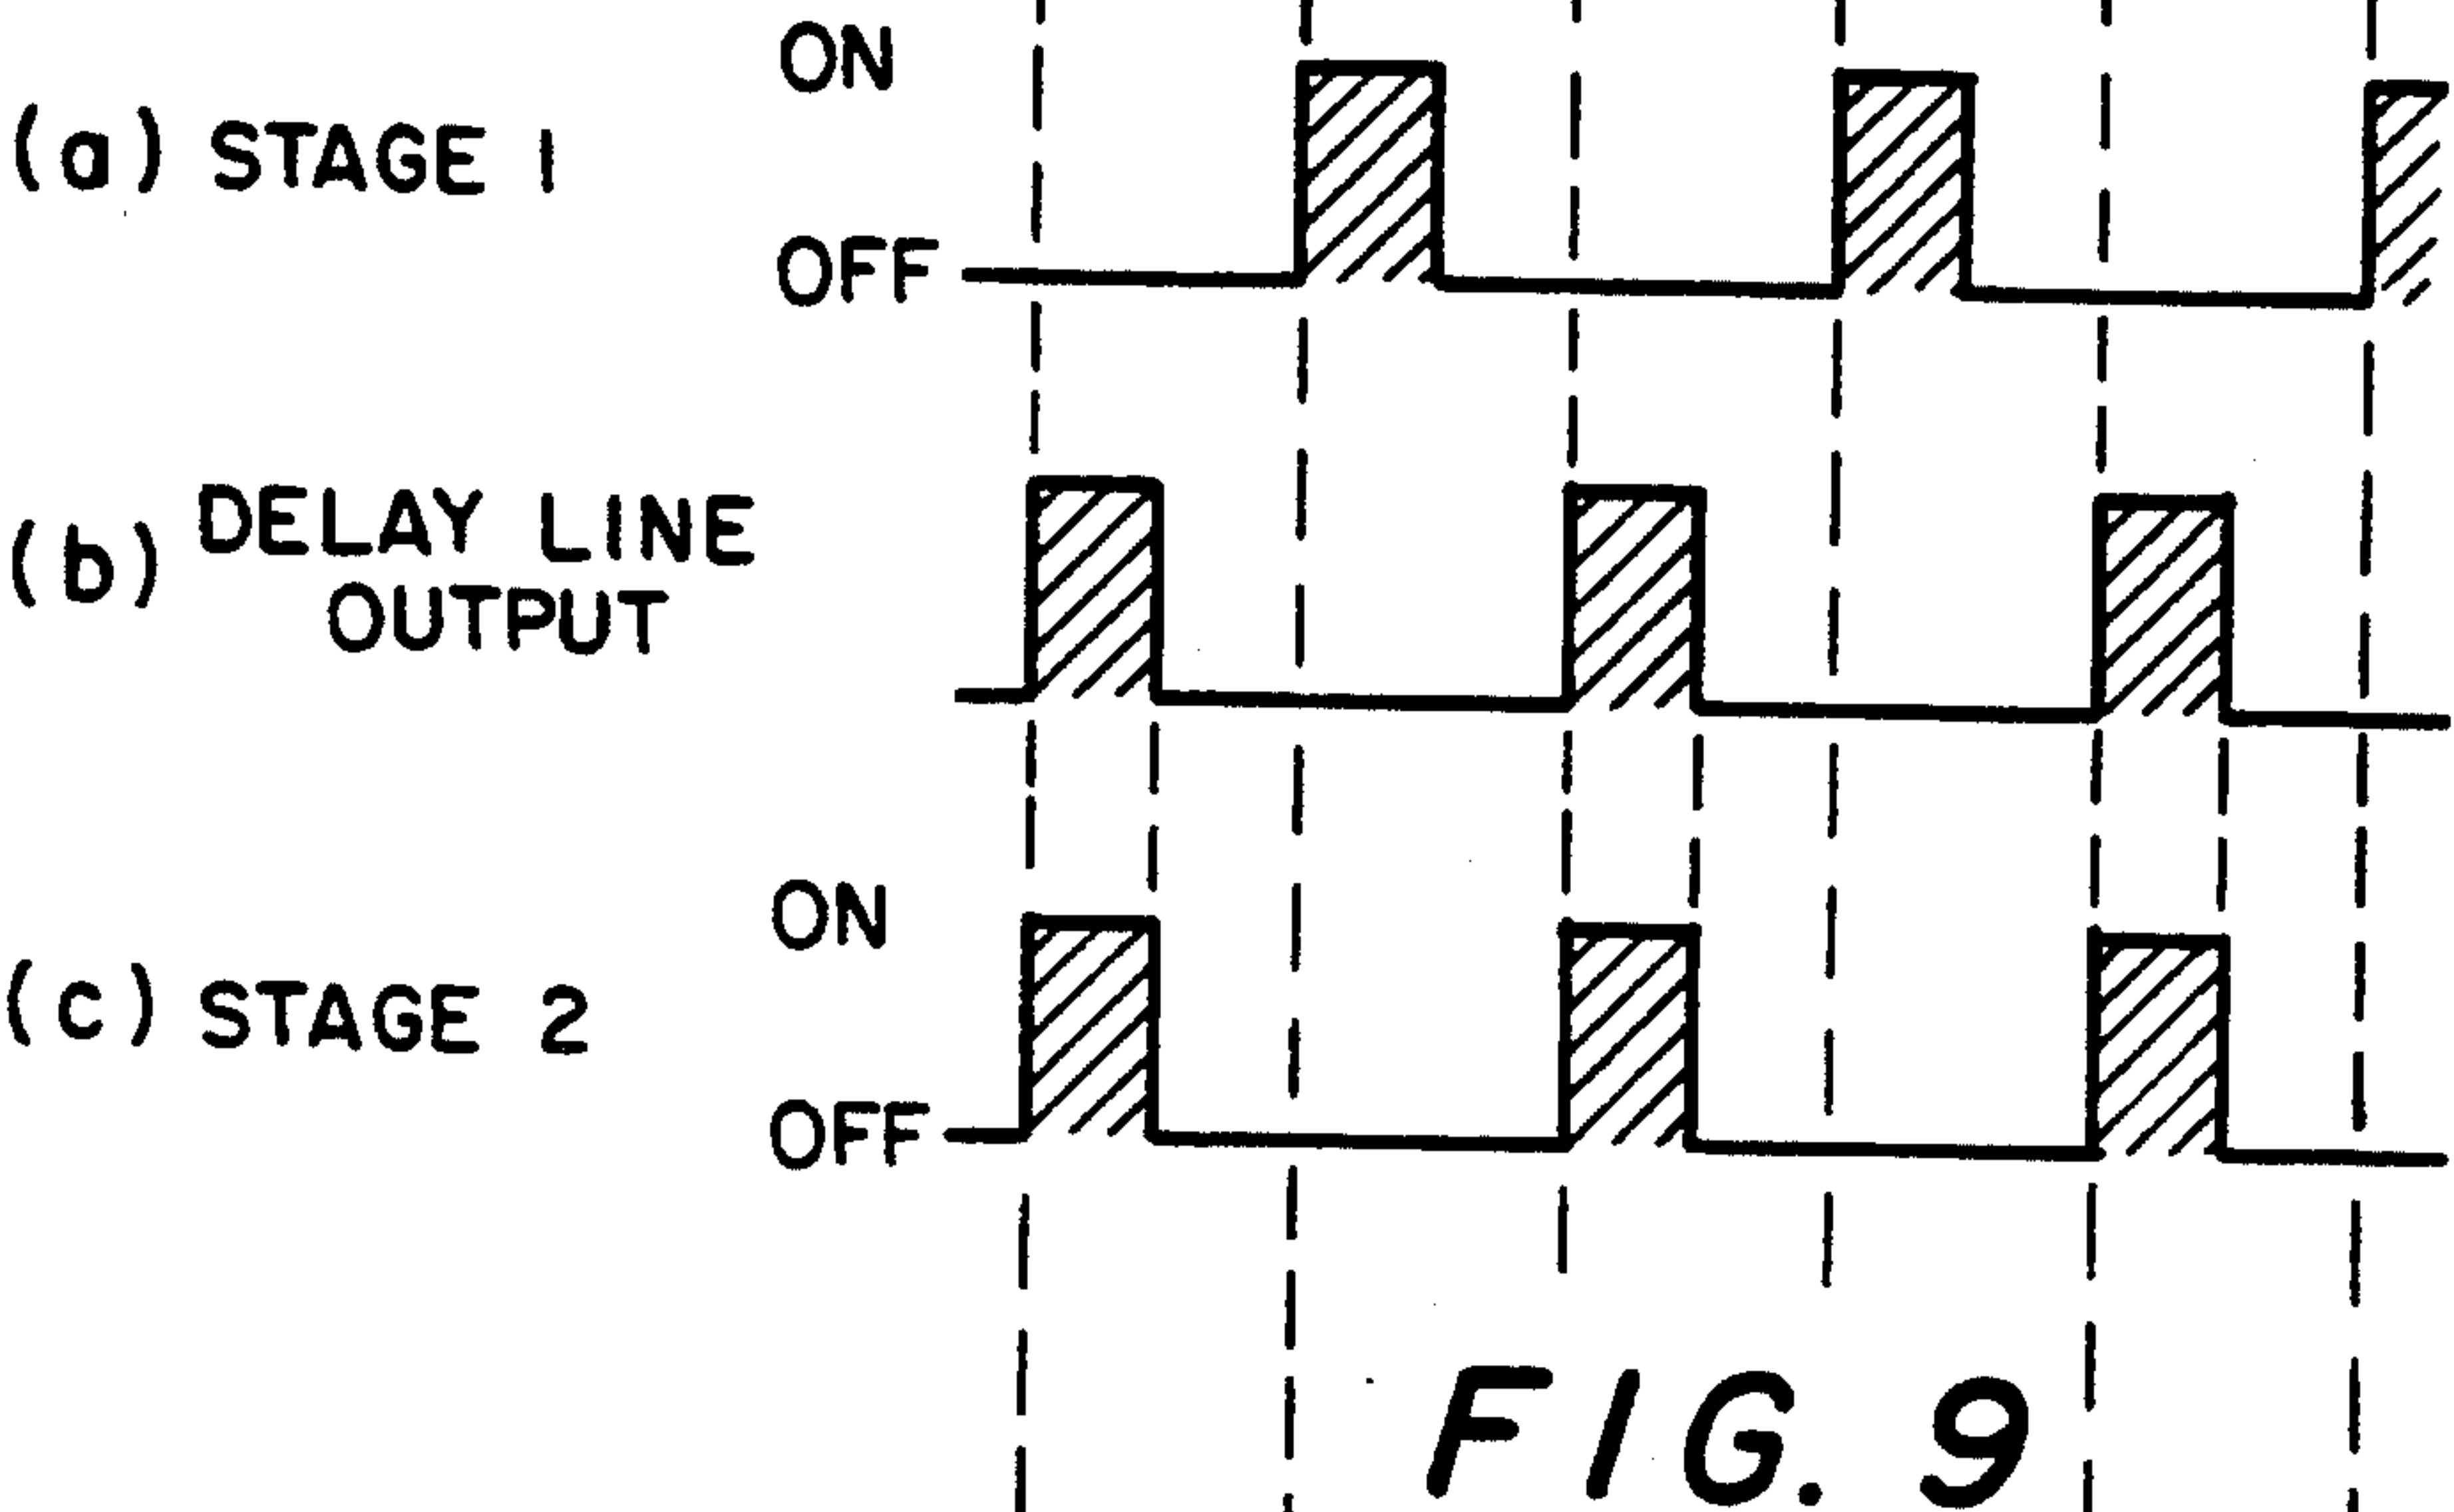 ON
(a) STAGE 1
OFF
(b) DELAY LINE
OUTPUT
ON
(c) STAGE 2
OFF
FIG. 9